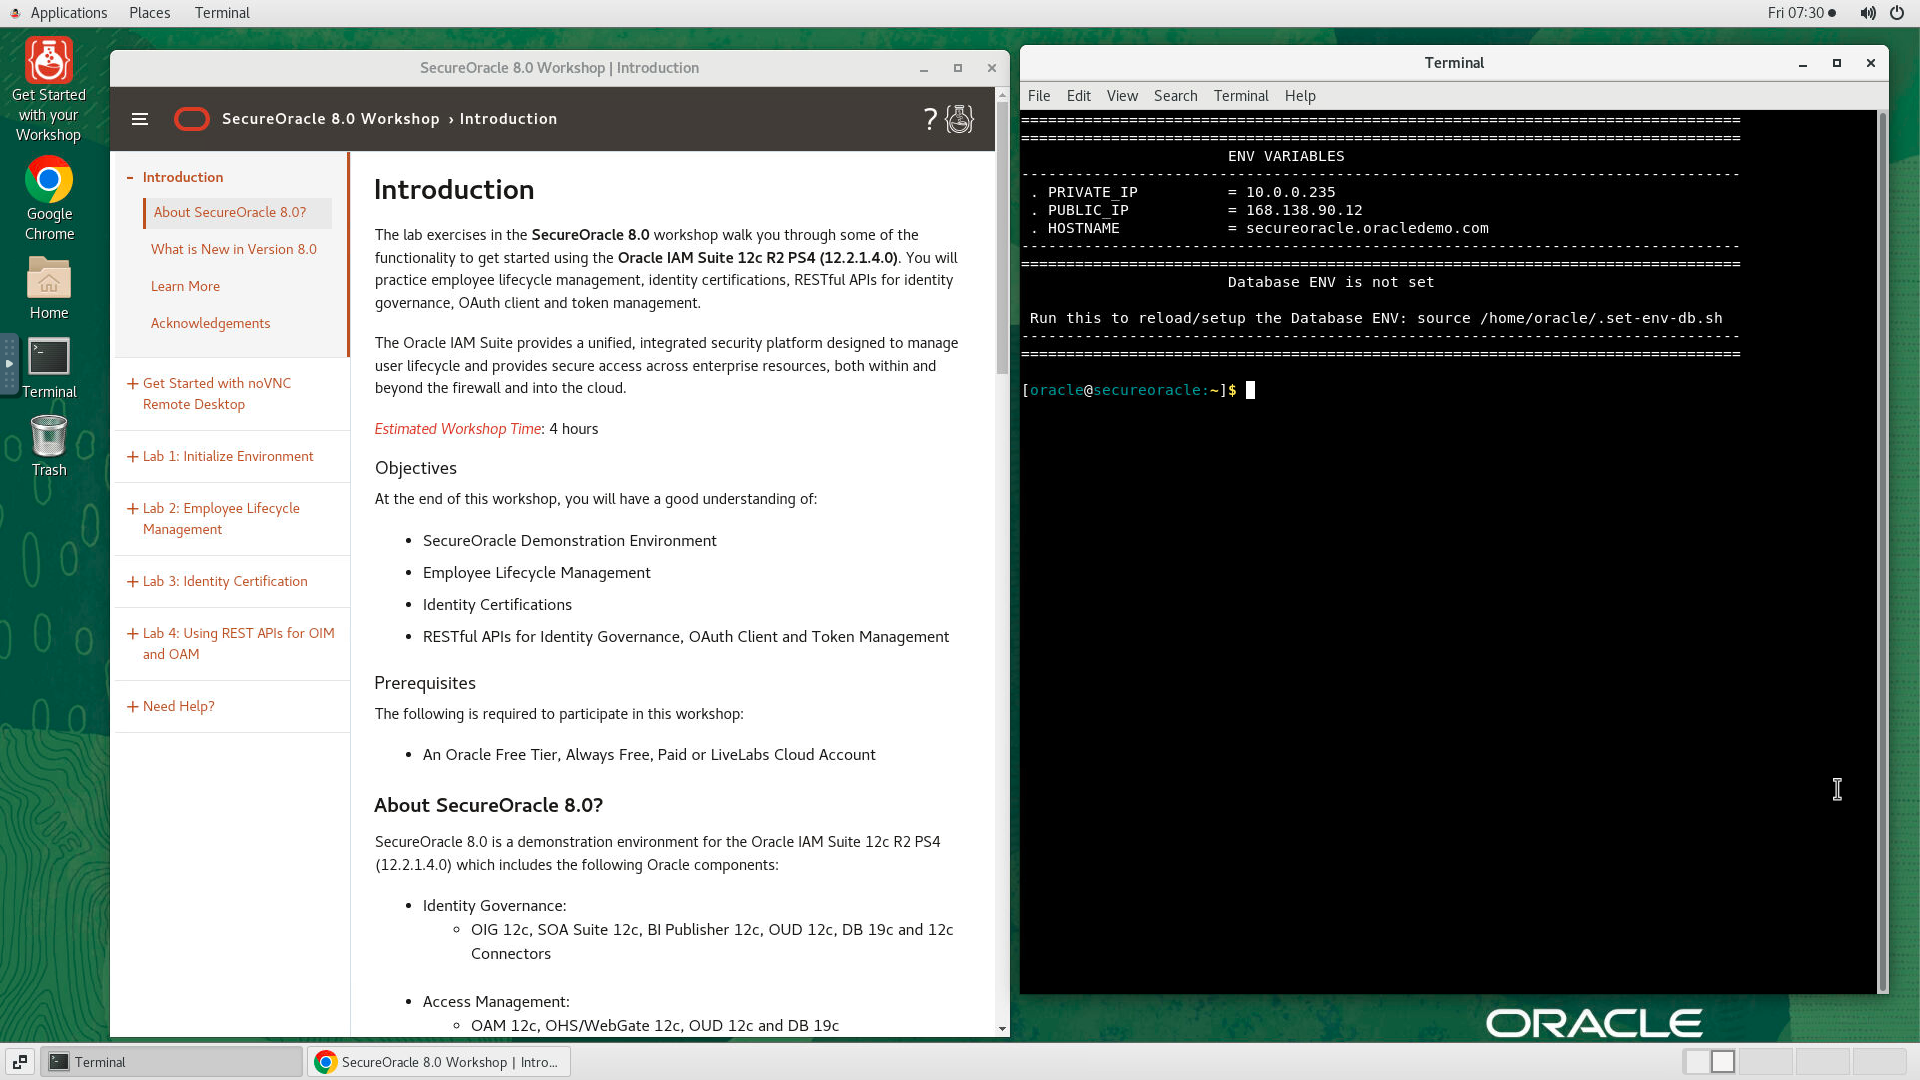 Applications Places Terminal Fri 07:30
Get Started
with your
Workshop
Google
Chrome
Home
Terminal
Trash
SecureOracle 8.0 Workshop | Introduction
SecureOracle 8.0 Workshop › Introduction ?
- Introduction
About SecureOracle 8.0?
What is New in Version 8.0
Learn More
Acknowledgements
+ Get Started with noVNC
Remote Desktop
+ Lab 1: Initialize Environment
+ Lab 2: Employee Lifecycle
Management
+ Lab 3: Identity Certification
+ Lab 4: Using REST APIs for OIM
and OAM
+ Need Help?
Introduction
The lab exercises in the SecureOracle 8.0 workshop walk you through some of the
functionality to get started using the Oracle IAM Suite 12c R2 PS4 (12.2.1.4.0). You will
practice employee lifecycle management, identity certifications, RESTful APIs for identity
governance, OAuth client and token management.
The Oracle IAM Suite provides a unified, integrated security platform designed to manage
user lifecycle and provides secure access across enterprise resources, both within and
beyond the firewall and into the cloud.
Estimated Workshop Time: 4 hours
Objectives
At the end of this workshop, you will have a good understanding of:
• SecureOracle Demonstration Environment
• Employee Lifecycle Management
• Identity Certifications
• RESTful APIs for Identity Governance, OAuth Client and Token Management
Prerequisites
The following is required to participate in this workshop:
• An Oracle Free Tier, Always Free, Paid or LiveLabs Cloud Account
About SecureOracle 8.0?
SecureOracle 8.0 is a demonstration environment for the Oracle IAM Suite 12c R2 PS4
(12.2.1.4.0) which includes the following Oracle components:
• Identity Governance:
◦ OIG 12c, SOA Suite 12c, BI Publisher 12c, OUD 12c, DB 19c and 12c
Connectors
• Access Management:
◦ OAM 12c, OHS/WebGate 12c, OUD 12c and DB 19c
Terminal
File Edit View Search Terminal Help
================================================================================
================================================================================
ENV VARIABLES
--------------------------------------------------------------------------------
. PRIVATE_IP = 10.0.0.235
. PUBLIC_IP = 168.138.90.12
. HOSTNAME = secureoracle.oracledemo.com
--------------------------------------------------------------------------------
================================================================================
Database ENV is not set
Run this to reload/setup the Database ENV: source /home/oracle/.set-env-db.sh
--------------------------------------------------------------------------------
================================================================================
[oracle@secureoracle:~]$
ORACLE
Terminal
SecureOracle 8.0 Workshop | Intro...